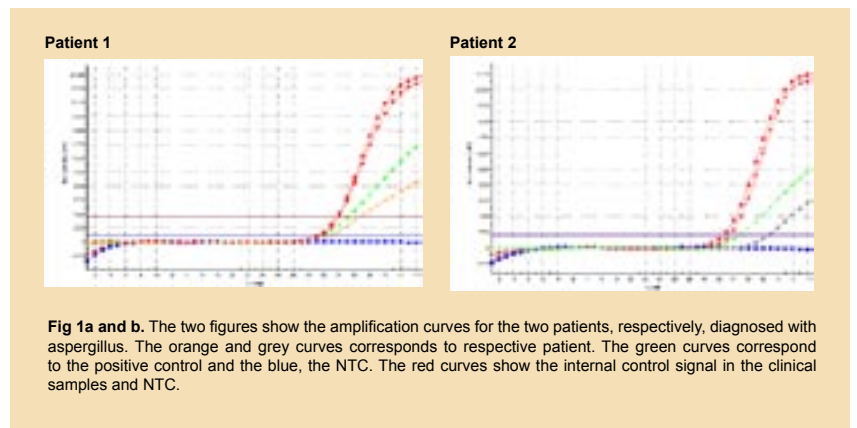 Patient 1
Patient 2
Fig 1a and b. The two figures show the amplification curves for the two patients, respectively, diagnosed with
aspergillus. The orange and grey curves corresponds to respective patient. The green curves correspond
to the positive control and the blue, the NTC. The red curves show the internal control signal in the clinical
samples and NTC.